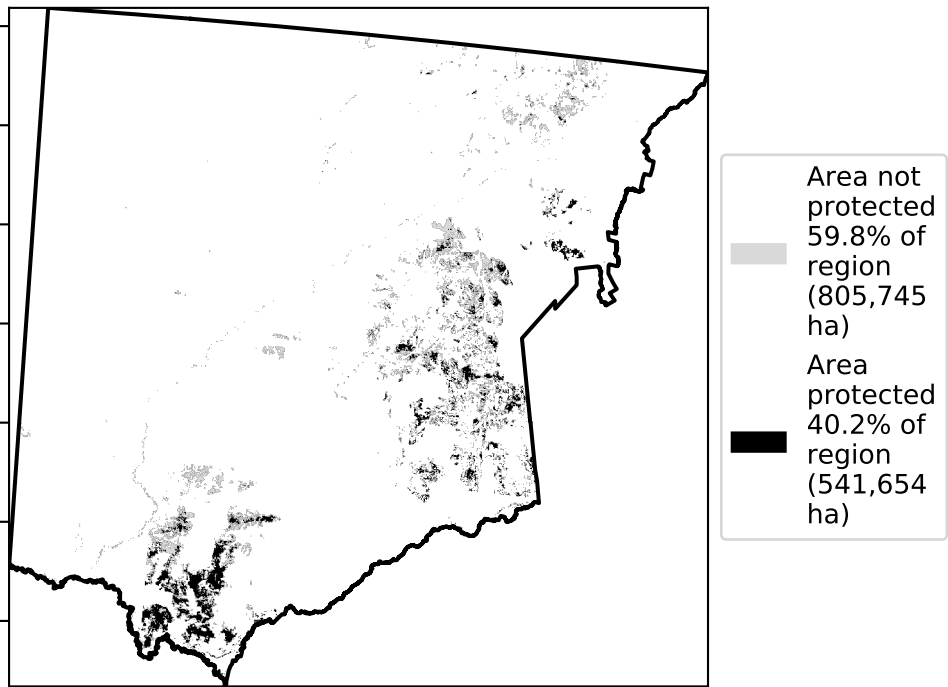 Area not
protected
59.8% of
region
(805,745
ha)
Area
protected
40.2% of
region
(541,654
ha)